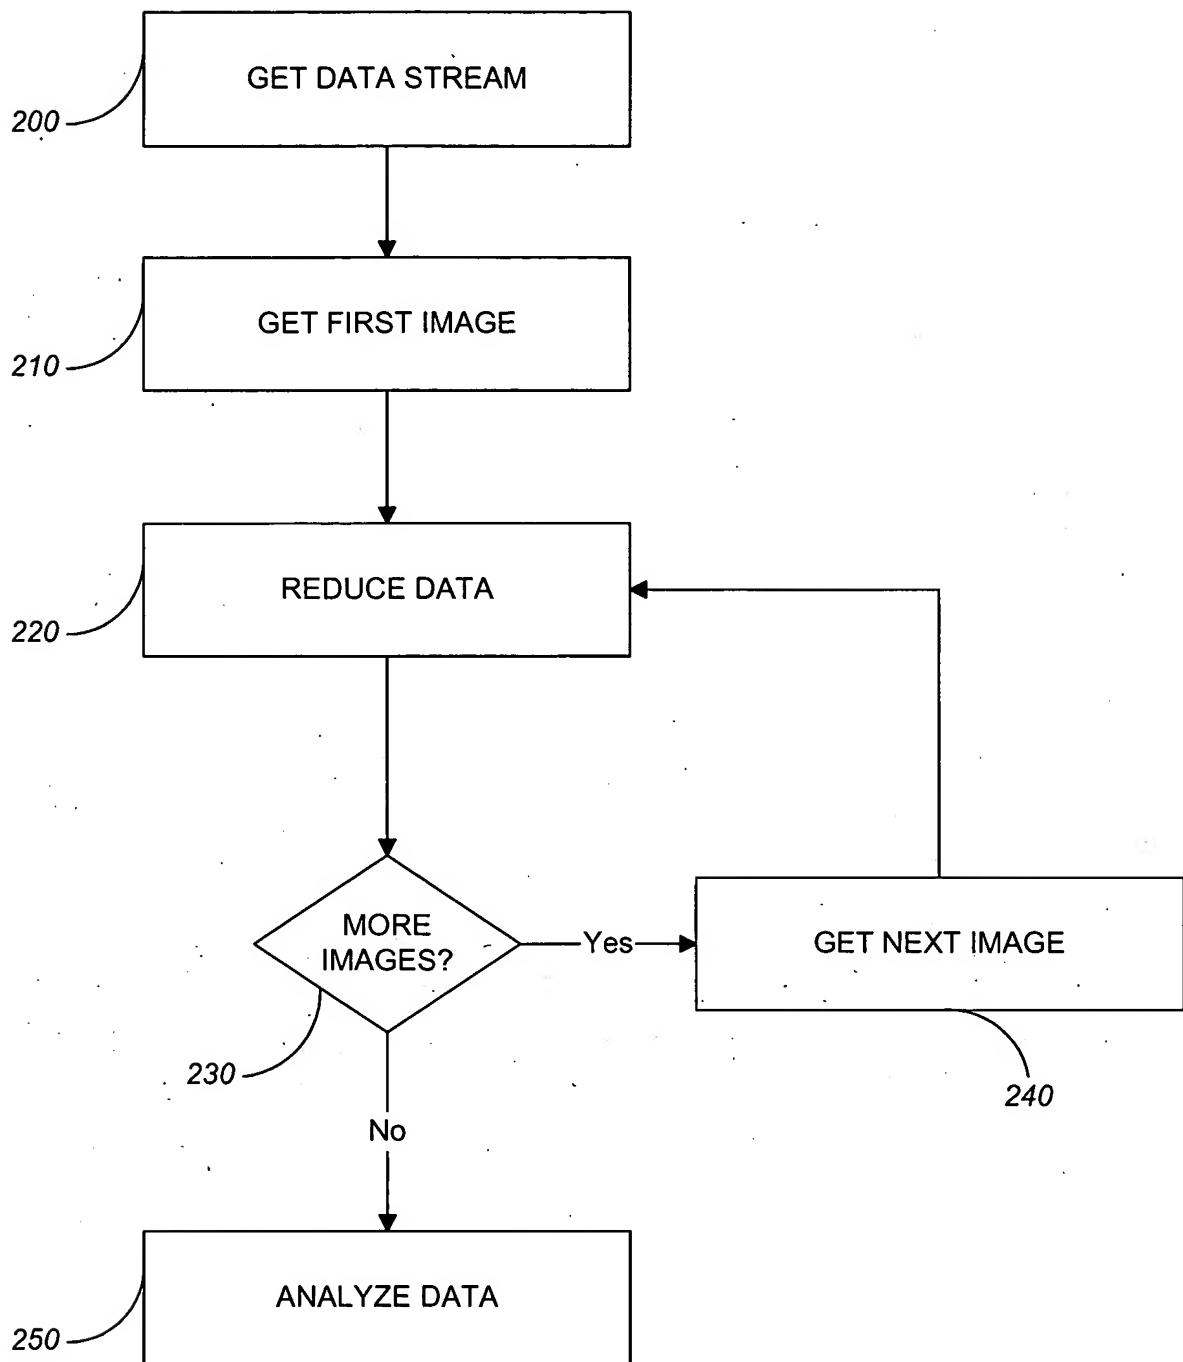 GET DATA STREAM
200
GET FIRST IMAGE
210
REDUCE DATA
220
MORE
IMAGES?
Yes
GET NEXT IMAGE
230
240
No
ANALYZE DATA
250